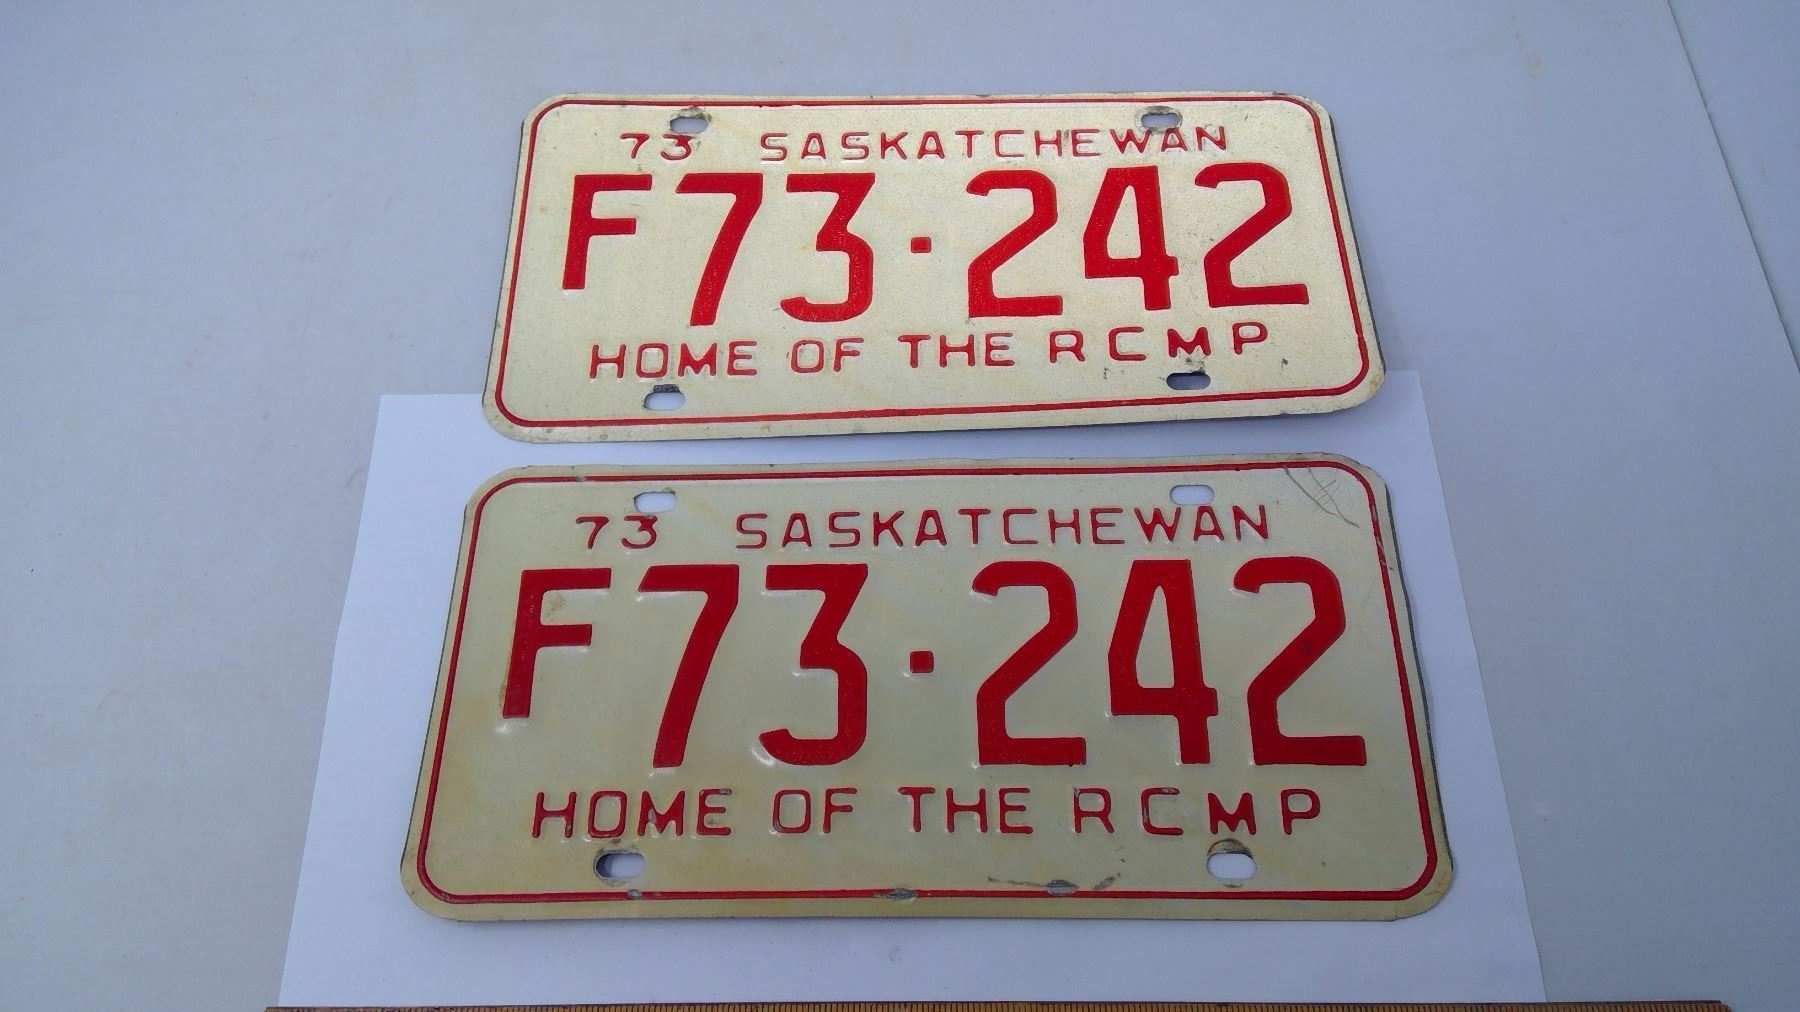 73 SASKATCHEWAN
F73·242
HOME OF THE RCMP
73 SASKATCHEWAN
F73·242
HOME OF THE RCMP